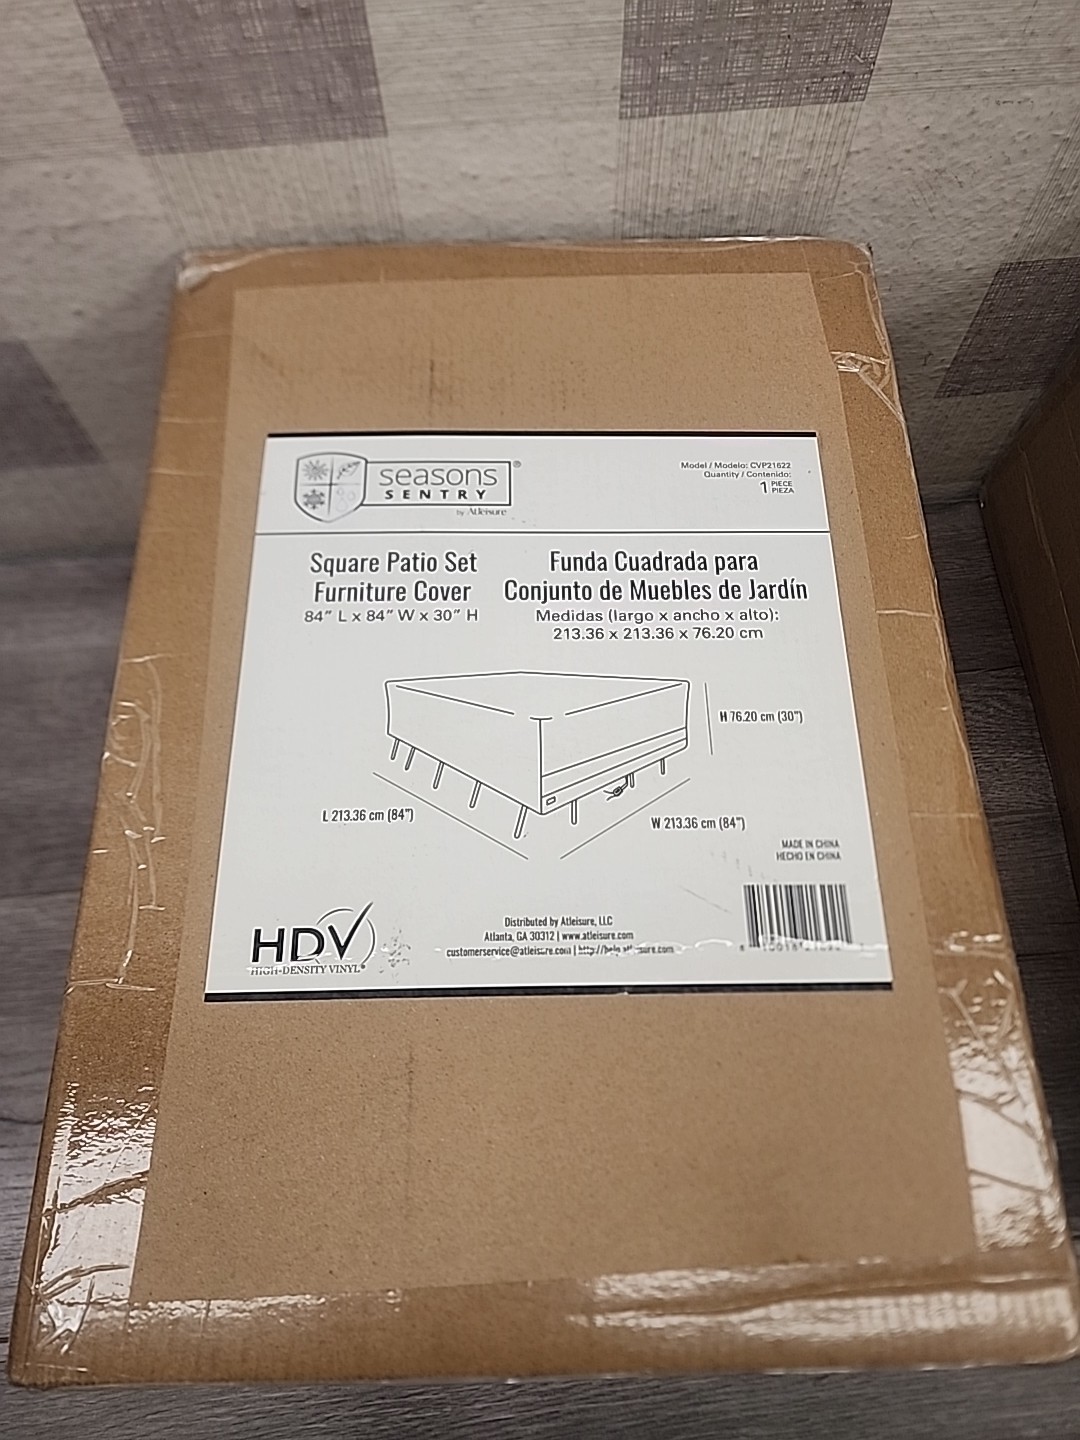 seasons®
SENTRY
by Atleisure
Model / Modelo: CVP21622
Quantity / Contenido:
1 PIECE
PIEZA
Square Patio Set
Furniture Cover
84" L x 84" W x 30" H
Funda Cuadrada para
Conjunto de Muebles de Jardín
Medidas (largo x ancho x alto):
213.36 x 213.36 x 76.20 cm
H 76.20 cm (30")
L 213.36 cm (84")
W 213.36 cm (84")
MADE IN CHINA
HECHO EN CHINA
HDV
HIGH-DENSITY VINYL®
Distributed by Atleisure, LLC
Atlanta, GA 30312 | www.atleisure.com
customerservice@atleisure.com |